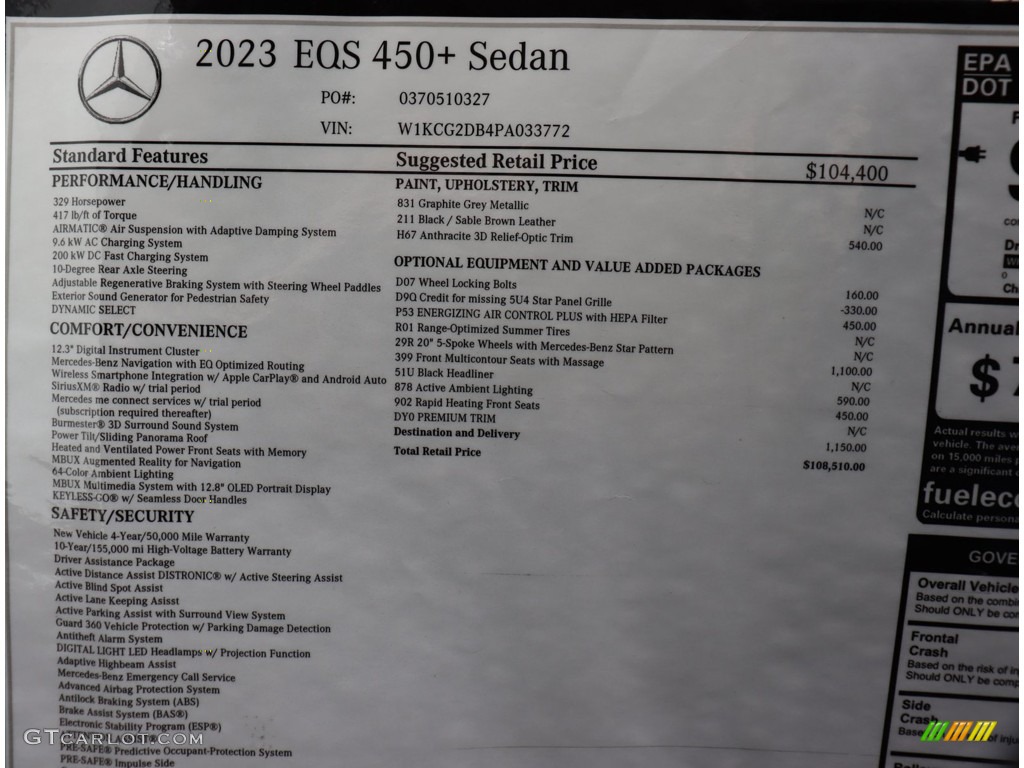 2023 EQS 450+ Sedan
PO#: 0370510327
VIN: W1KCG2DB4PA033772
Standard Features
PERFORMANCE/HANDLING
329 Horsepower
417 lb/ft of Torque
AIRMATIC® Air Suspension with Adaptive Damping System
9.6 kW AC Charging System
200 kW DC Fast Charging System
10-Degree Rear Axle Steering
Adjustable Regenerative Braking System with Steering Wheel Paddles
Exterior Sound Generator for Pedestrian Safety
DYNAMIC SELECT
COMFORT/CONVENIENCE
12.3" Digital Instrument Cluster
Mercedes-Benz Navigation with EQ Optimized Routing
Wireless Smartphone Integration w/ Apple CarPlay® and Android Auto
SiriusXM® Radio w/ trial period
Mercedes me connect services w/ trial period
(subscription required thereafter)
Burmester® 3D Surround Sound System
Power Tilt/Sliding Panorama Roof
Heated and Ventilated Power Front Seats with Memory
MBUX Augmented Reality for Navigation
64-Color Ambient Lighting
MBUX Multimedia System with 12.8" OLED Portrait Display
KEYLESS-GO® w/ Seamless Door Handles
SAFETY/SECURITY
New Vehicle 4-Year/50,000 Mile Warranty
10-Year/155,000 mi High-Voltage Battery Warranty
Driver Assistance Package
Active Distance Assist DISTRONIC® w/ Active Steering Assist
Active Blind Spot Assist
Active Lane Keeping Asisst
Active Parking Assist with Surround View System
Guard 360 Vehicle Protection w/ Parking Damage Detection
Antitheft Alarm System
DIGITAL LIGHT LED Headlamps w/ Projection Function
Adaptive Highbeam Assist
Mercedes-Benz Emergency Call Service
Advanced Airbag Protection System
Antilock Braking System (ABS)
Brake Assist System (BAS®)
Electronic Stability Program (ESP®)
PRE-SAFE® Predictive Occupant-Protection System
PRE-SAFE® Impulse Side
Suggested Retail Price $104,400
PAINT, UPHOLSTERY, TRIM
831 Graphite Grey Metallic N/C
211 Black / Sable Brown Leather N/C
H67 Anthracite 3D Relief-Optic Trim 540.00
OPTIONAL EQUIPMENT AND VALUE ADDED PACKAGES
D07 Wheel Locking Bolts 160.00
D9Q Credit for missing 5U4 Star Panel Grille -330.00
P53 ENERGIZING AIR CONTROL PLUS with HEPA Filter 450.00
R01 Range-Optimized Summer Tires N/C
29R 20" 5-Spoke Wheels with Mercedes-Benz Star Pattern N/C
399 Front Multicontour Seats with Massage 1,100.00
51U Black Headliner N/C
878 Active Ambient Lighting 590.00
902 Rapid Heating Front Seats 450.00
DY0 PREMIUM TRIM N/C
Destination and Delivery 1,150.00
Total Retail Price $108,510.00
EPA
DOT
Annual
$
Actual results
vehicle. The
on 15,000 miles
are a significant
Calculate
Overall Vehicle
Based on the
Should ONLY be
Frontal
Crash
Based on the risk of
Should ONLY be
Side
Crash
GTCarLot.com